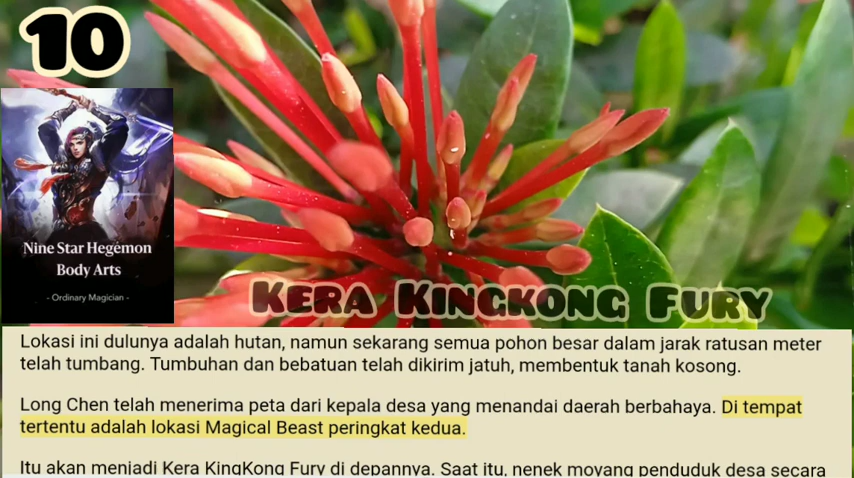 10
Nine Star Hegemon
Body Arts
- Ordinary Magician -
Kera Kingkong Fury
Lokasi ini dulunya adalah hutan, namun sekarang semua pohon besar dalam jarak ratusan meter
telah tumbang. Tumbuhan dan bebatuan telah dikirim jatuh, membentuk tanah kosong.
Long Chen telah menerima peta dari kepala desa yang menandai daerah berbahaya. Di tempat
tertentu adalah lokasi Magical Beast peringkat kedua.
Itu akan menjadi Kera KingKong Fury di depannya. Saat itu, nenek moyang penduduk desa secara